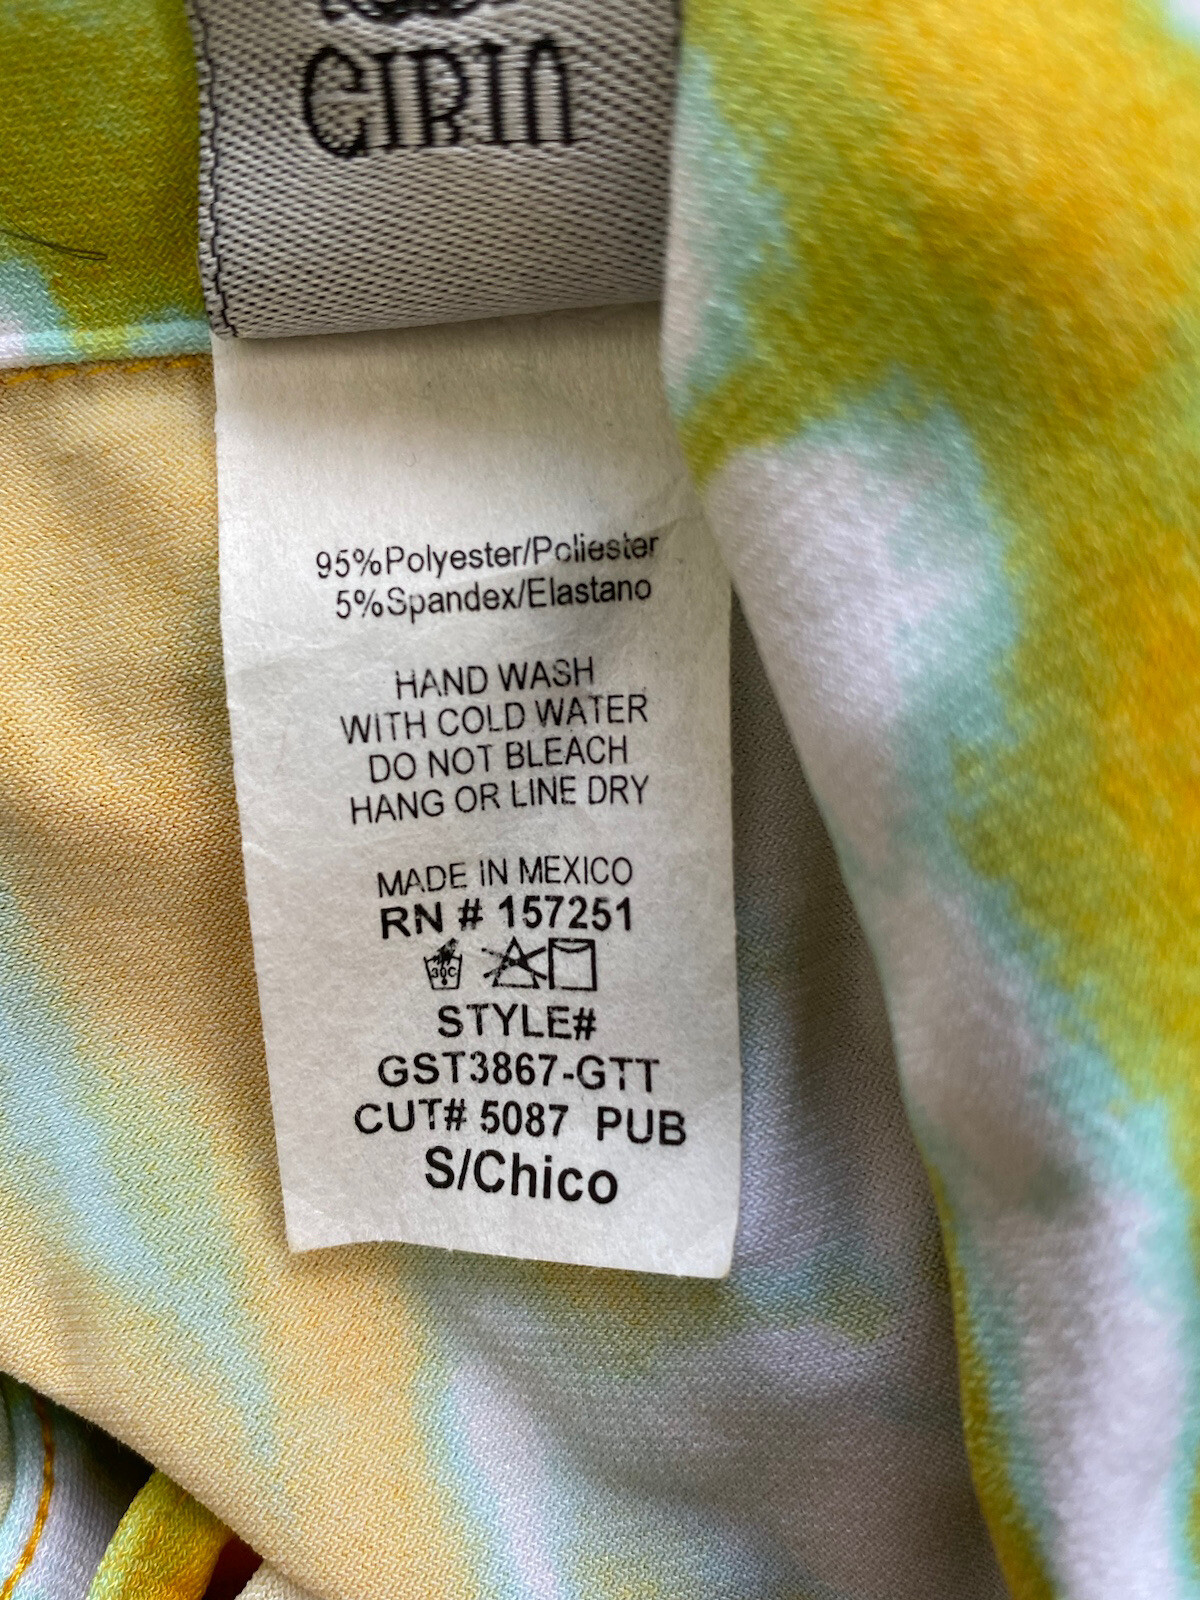 GIRIN
95%Polyester/Poliester
5%Spandex/Elastano
HAND WASH
WITH COLD WATER
DO NOT BLEACH
HANG OR LINE DRY
MADE IN MEXICO
RN # 157251
30C
STYLE#
GST3867-GTT
CUT# 5087 PUB
S/Chico